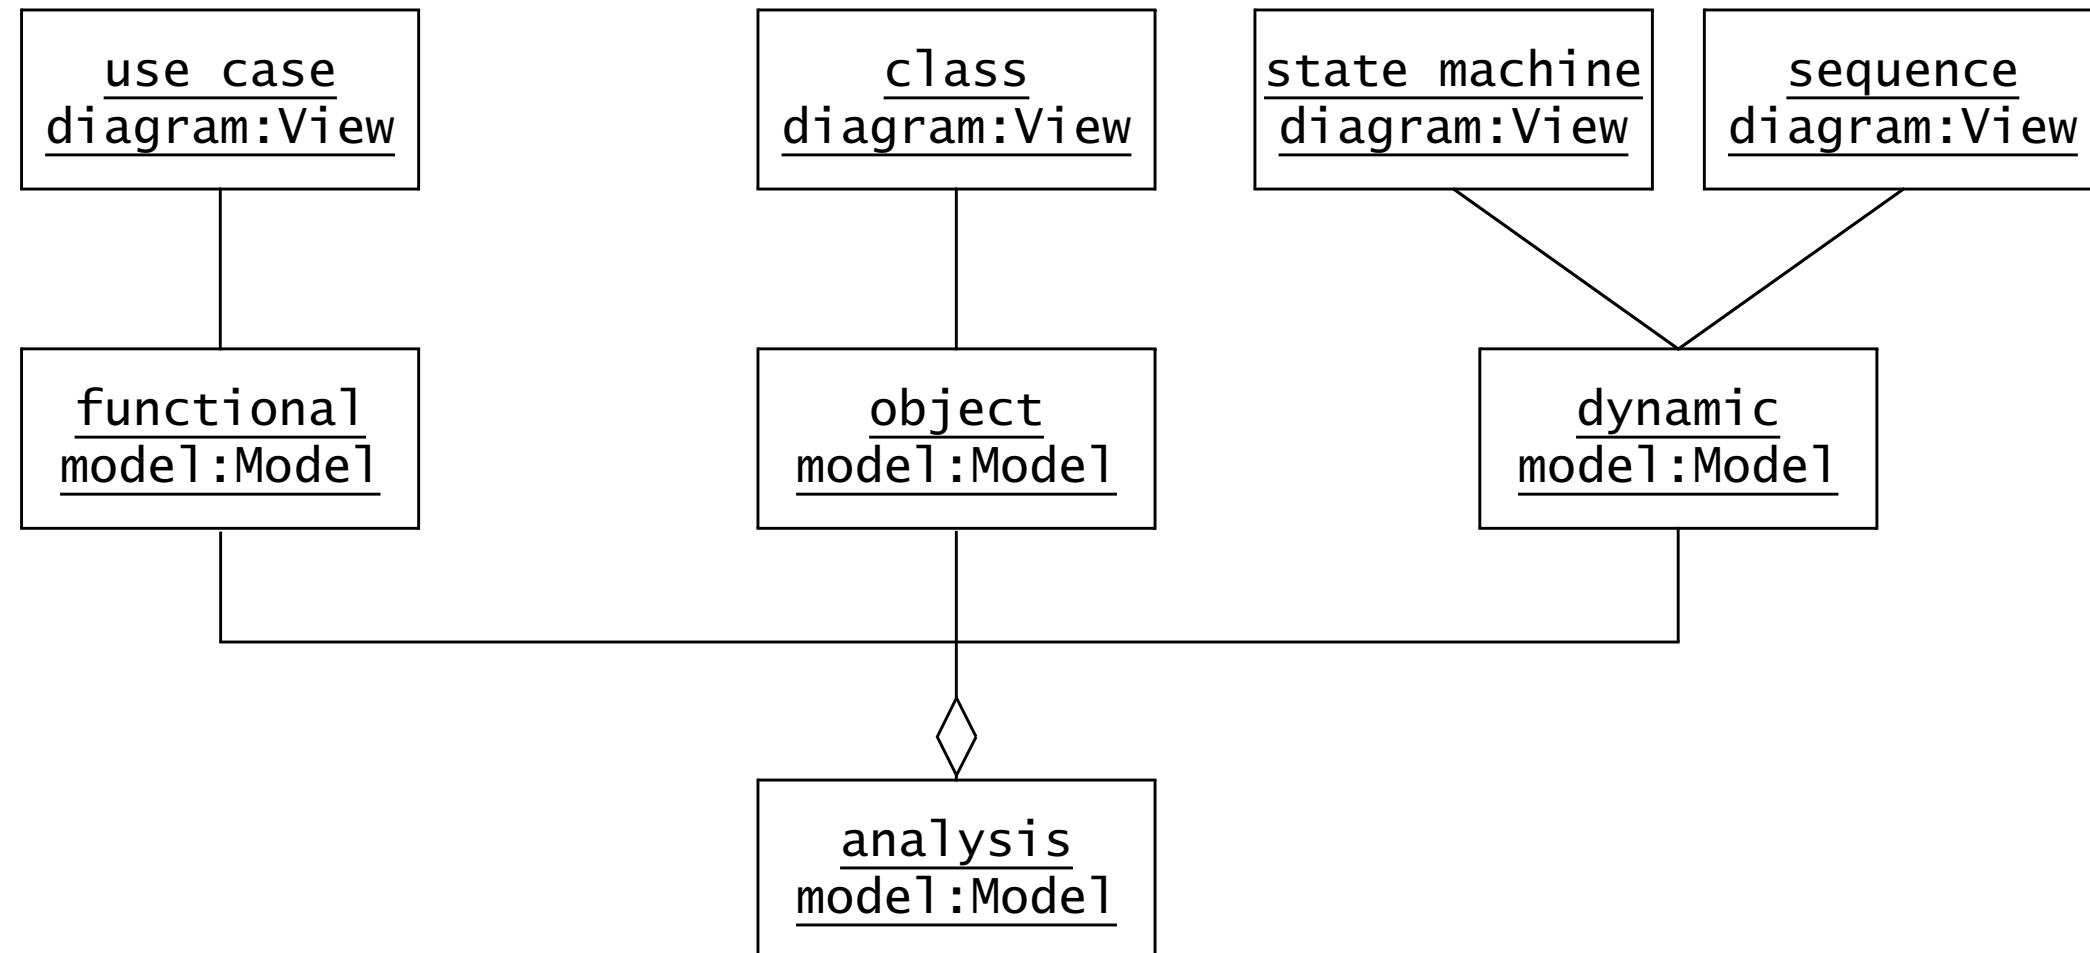 use case
diagram:View
class
diagram:View
state machine
diagram:View
sequence
diagram:View
functional
model:Model
object
model:Model
dynamic
model:Model
analysis
model:Model